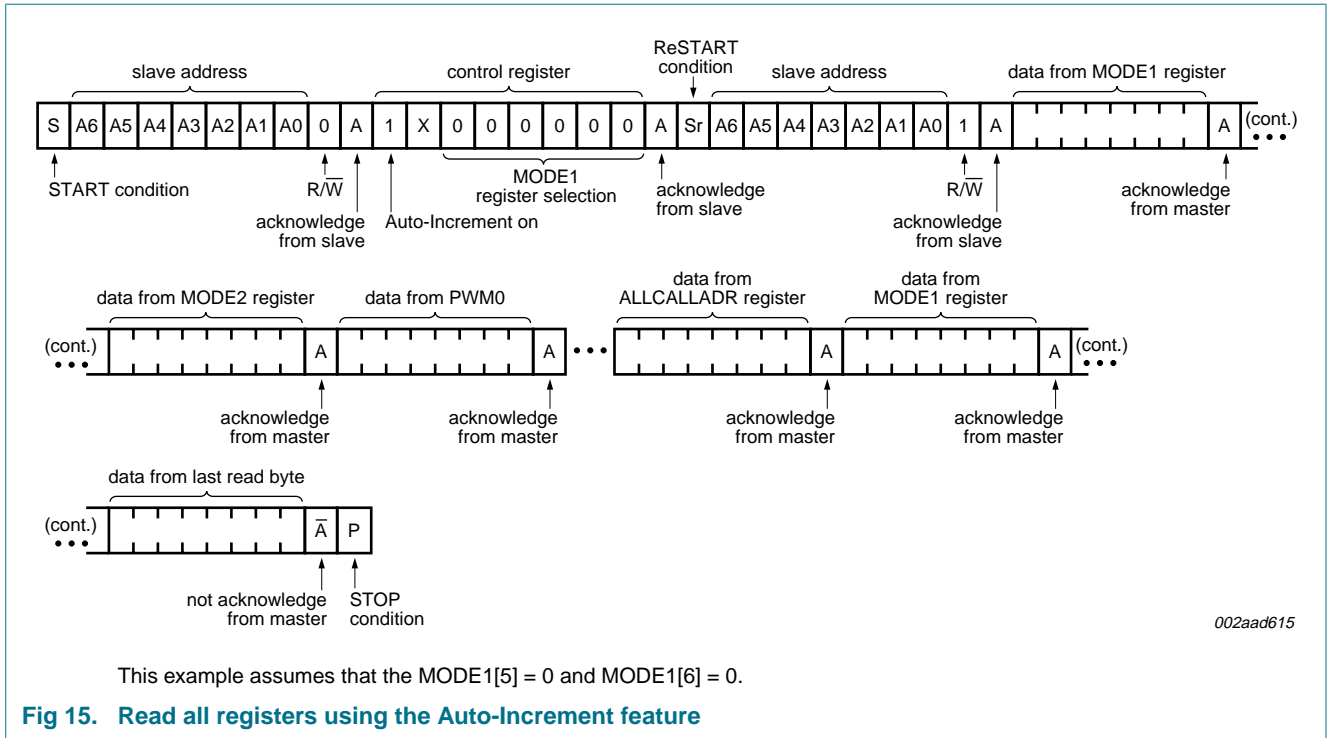 ReSTART
condition
slave address
control register
slave address
data from MODE1 register
S A6 A5 A4 A3 A2 A1 A0 0 A 1 X 0 0 0 0 0 0 A Sr A6 A5 A4 A3 A2 A1 A0 1 A A (cont.)
START condition
R/W̅
acknowledge
from slave
Auto-Increment on
MODE1
register selection
acknowledge
from slave
R/W̅
acknowledge
from slave
acknowledge
from master
data from MODE2 register
data from PWM0
data from
ALLCALLADR register
data from
MODE1 register
(cont.) A A A A (cont.)
acknowledge
from master
acknowledge
from master
acknowledge
from master
acknowledge
from master
data from last read byte
(cont.) A̅ P
not acknowledge
from master
STOP
condition
002aad615
This example assumes that the MODE1[5] = 0 and MODE1[6] = 0.
Fig 15. Read all registers using the Auto-Increment feature